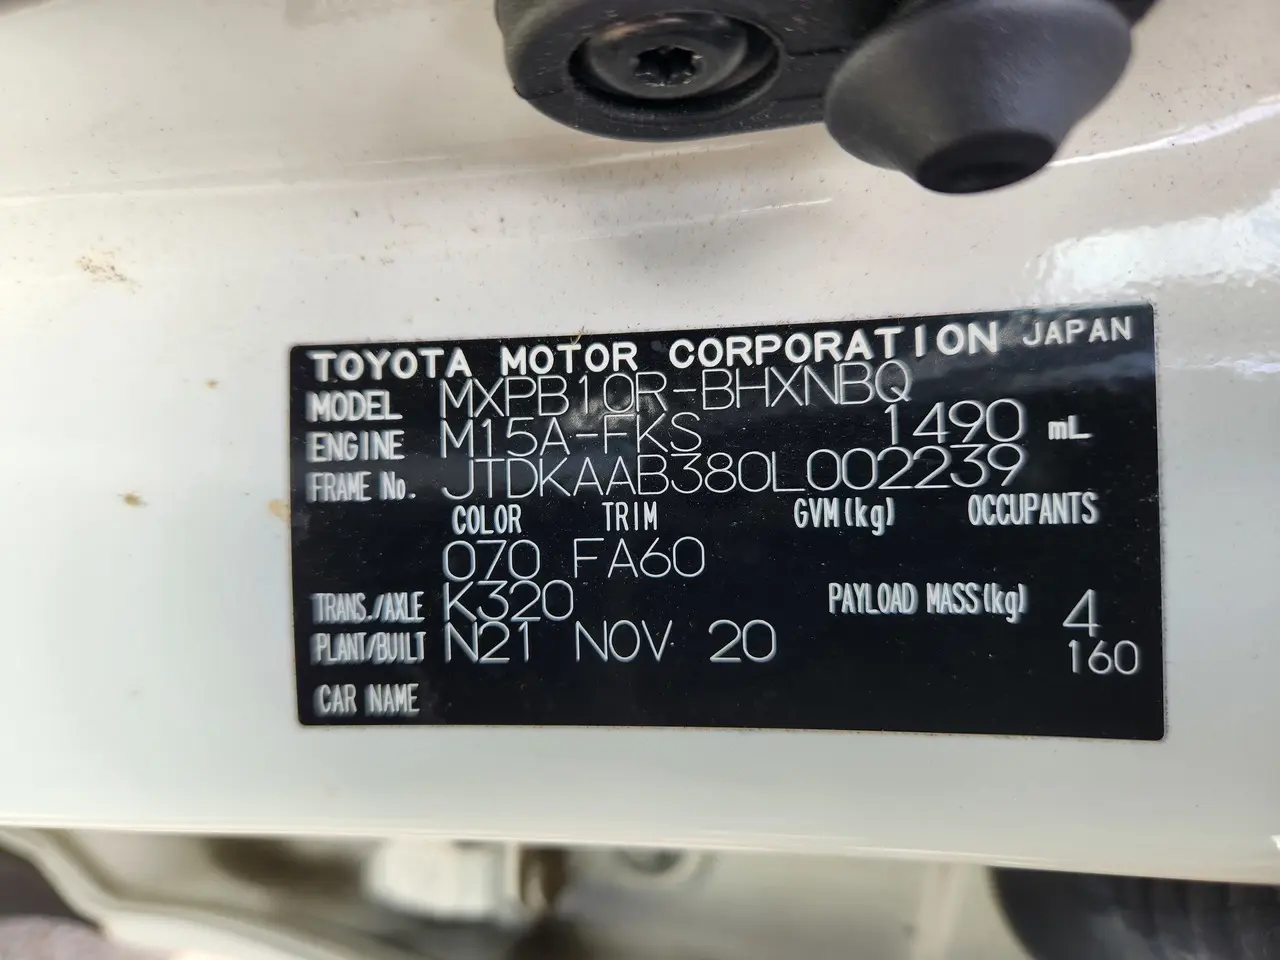 TOYOTA MOTOR CORPORATION JAPAN
MODEL MXPB10R-BHXNBQ
ENGINE M15A-FKS 1490 mL
FRAME No. JTDKAAB380L002239
COLOR TRIM GVM(kg) OCCUPANTS
070 FA60
TRANS./AXLE K320 PAYLOAD MASS(kg) 4
PLANT/BUILT N21 NOV. 20 160
CAR NAME